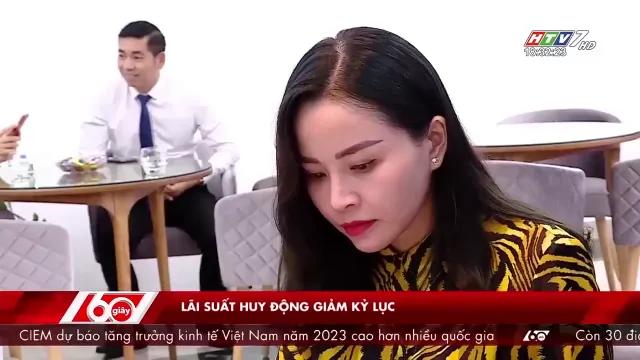 HTV7 HD
18:32:23
60 giây
LÃI SUẤT HUY ĐỘNG GIẢM KỶ LỤC
CIEM dự báo tăng trưởng kinh tế Việt Nam năm 2023 cao hơn nhiều quốc gia 60 Còn 30 đi